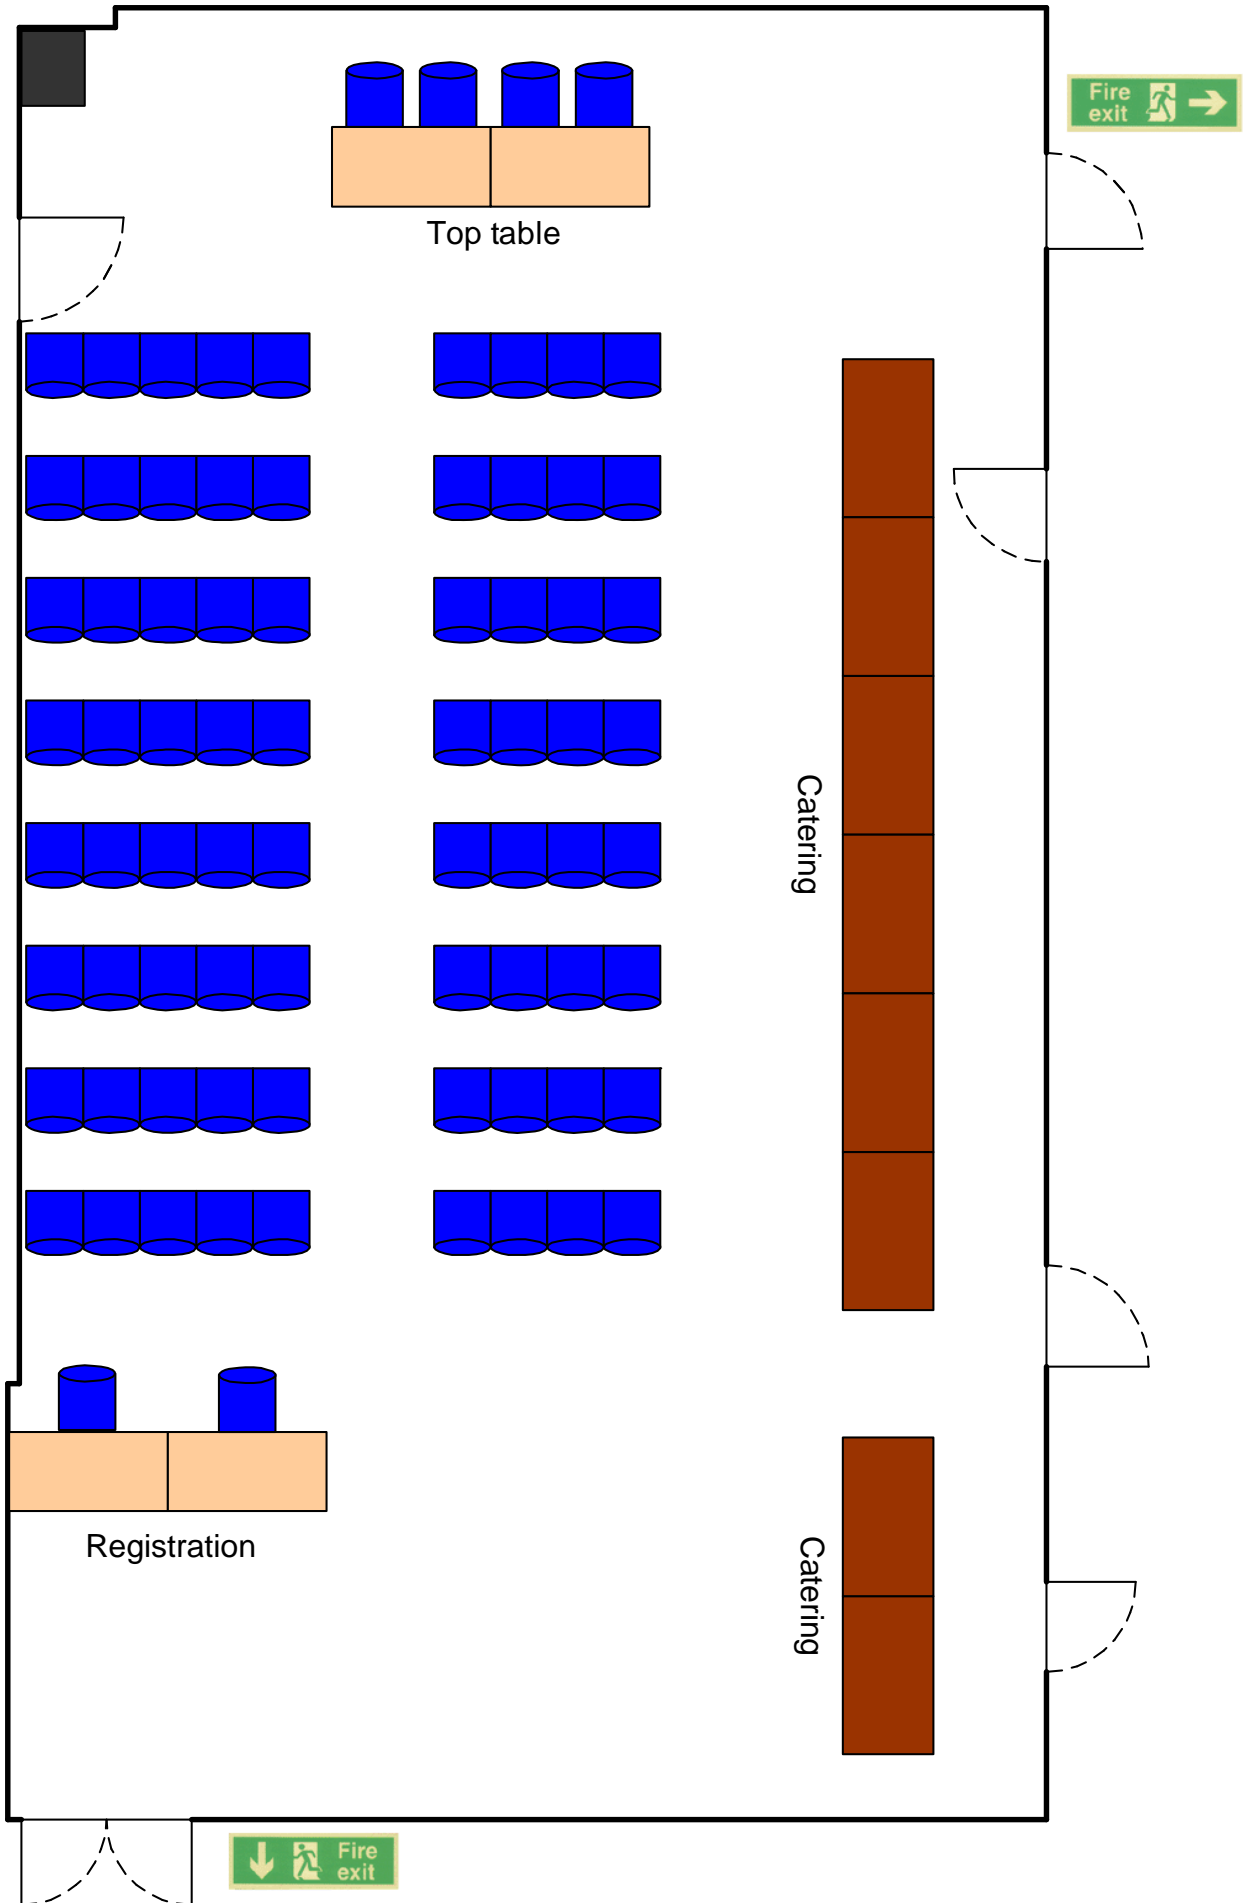 Fire
exit
Top table
Catering
Registration
Catering
Fire
exit